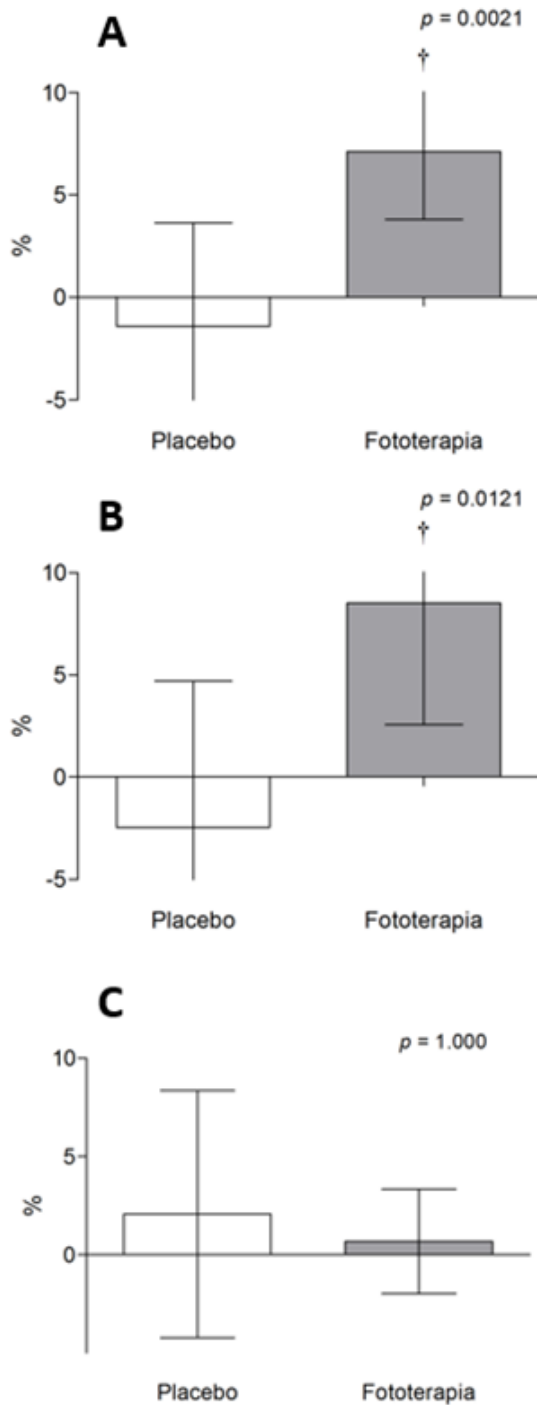 A
p = 0.0021
†
10
5
%
0
-5
Placebo Fototerapia
B
p = 0.0121
†
10
5
%
0
-5
Placebo Fototerapia
C
p = 1.000
10
5
%
0
Placebo Fototerapia